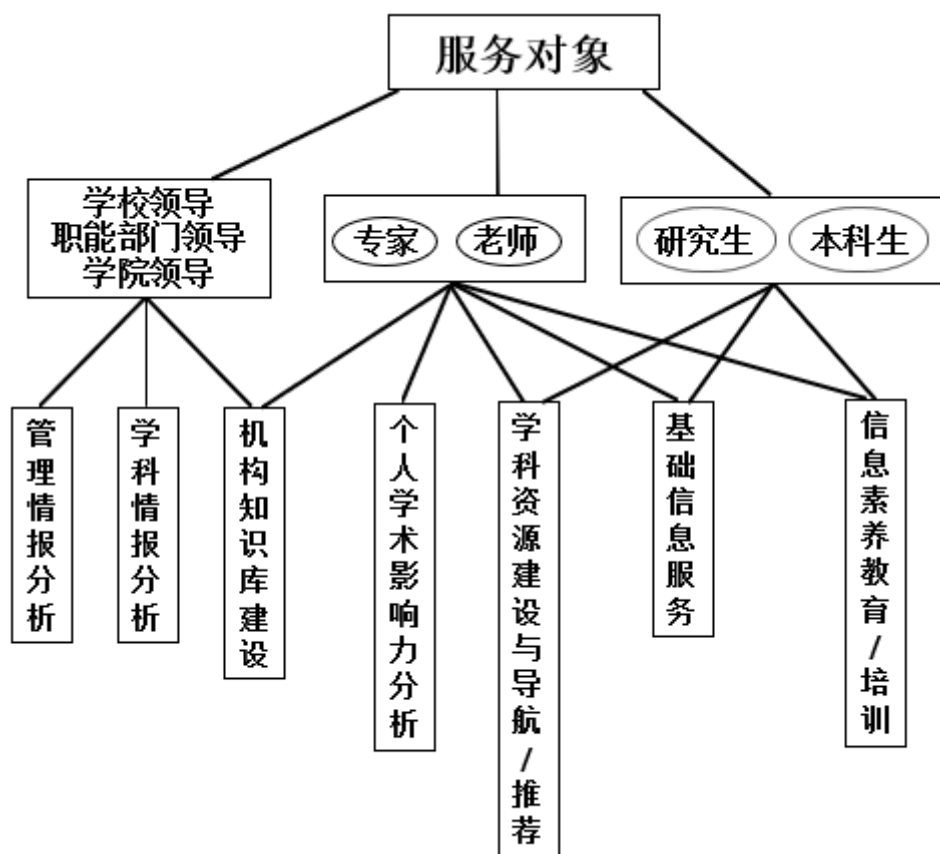 服务对象
学校领导
职能部门领导
学院领导
专家
老师
研究生
本科生
管理情报分析
学科情报分析
机构知识库建设
个人学术影响力分析
学科资源建设与导航/推荐
基础信息服务
信息素养教育/培训